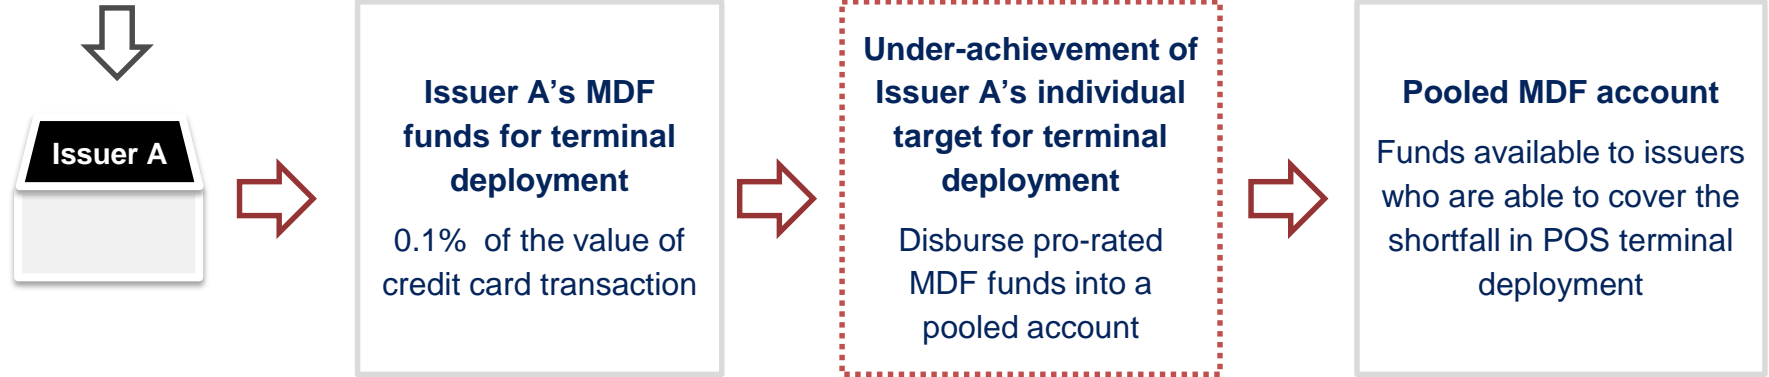 Issuer A
Issuer A’s MDF
funds for terminal
deployment
0.1% of the value of
credit card transaction
Under-achievement of
Issuer A’s individual
target for terminal
deployment
Disburse pro-rated
MDF funds into a
pooled account
Pooled MDF account
Funds available to issuers
who are able to cover the
shortfall in POS terminal
deployment